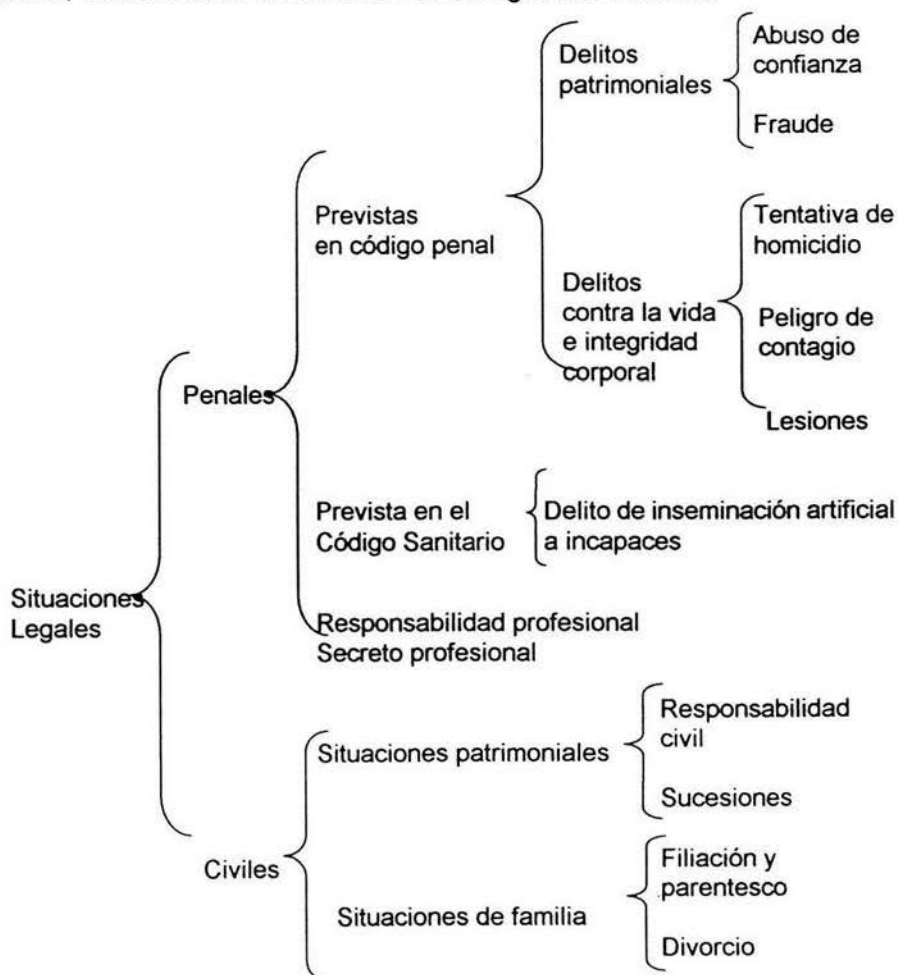 Delitos
patrimoniales
Abuso de
confianza
Fraude
Previstas
en código penal
Delitos
contra la vida
e integridad
corporal
Tentativa de
homicidio
Peligro de
contagio
Lesiones
Penales
Prevista en el
Código Sanitario
Delito de inseminación artificial
a incapaces
Situaciones
Legales
Responsabilidad profesional
Secreto profesional
Situaciones patrimoniales
Responsabilidad
civil
Sucesiones
Civiles
Situaciones de familia
Filiación y
parentesco
Divorcio